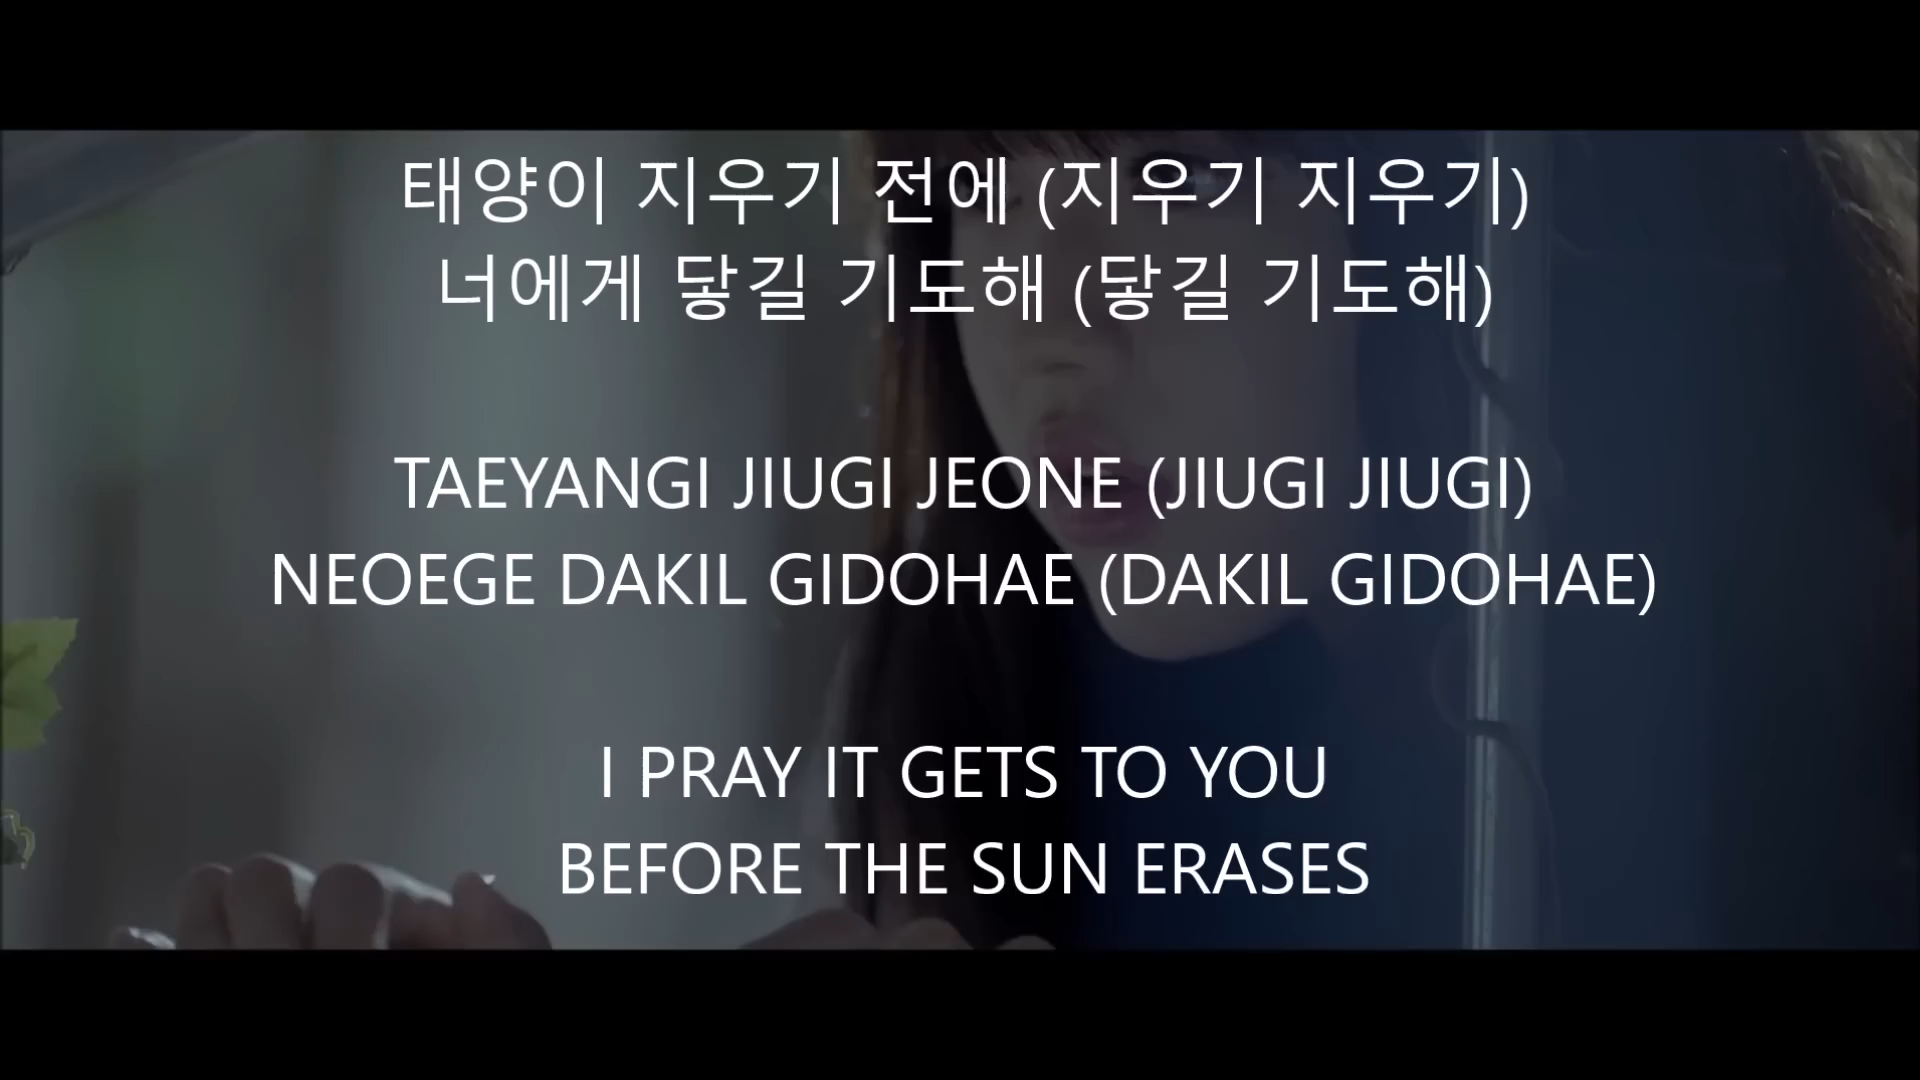 태양이 지우기 전에 (지우기 지우기)
너에게 닿길 기도해 (닿길 기도해)
TAEYANGI JIUGI JEONE (JIUGI JIUGI)
NEOEGE DAKIL GIDOHAE (DAKIL GIDOHAE)
I PRAY IT GETS TO YOU
BEFORE THE SUN ERASES